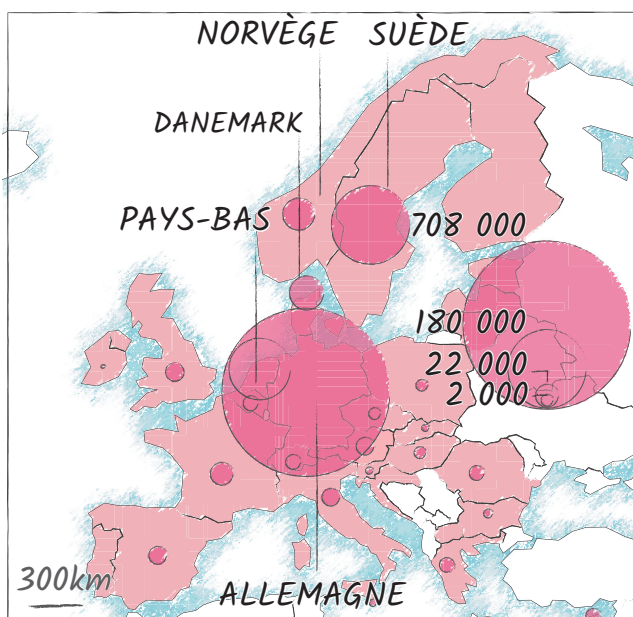 NORVÈGE SUÈDE
DANEMARK
PAYS-BAS
708 000
180 000
22 000
2 000
300km
ALLEMAGNE